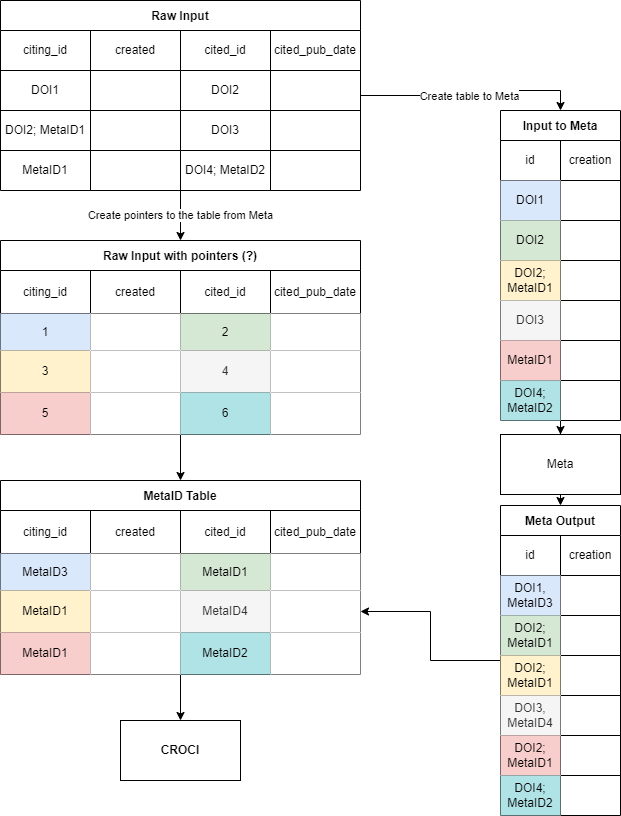 Raw Input
citing_id created cited_id cited_pub_date
DOI1 DOI2
DOI2; MetaID1 DOI3
MetaID1 DOI4; MetaID2
Create table to Meta
Input to Meta
id creation
DOI1
DOI2
DOI2;
MetaID1
DOI3
MetaID1
DOI4;
MetaID2
Create pointers to the table from Meta
Raw Input with pointers (?)
citing_id created cited_id cited_pub_date
1 2
3 4
5 6
Meta
MetaID Table
citing_id created cited_id cited_pub_date
MetaID3 MetaID1
MetaID1 MetaID4
MetaID1 MetaID2
Meta Output
id creation
DOI1,
MetaID3
DOI2;
MetaID1
DOI2;
MetaID1
DOI3,
MetaID4
DOI2;
MetaID1
DOI4;
MetaID2
CROCI